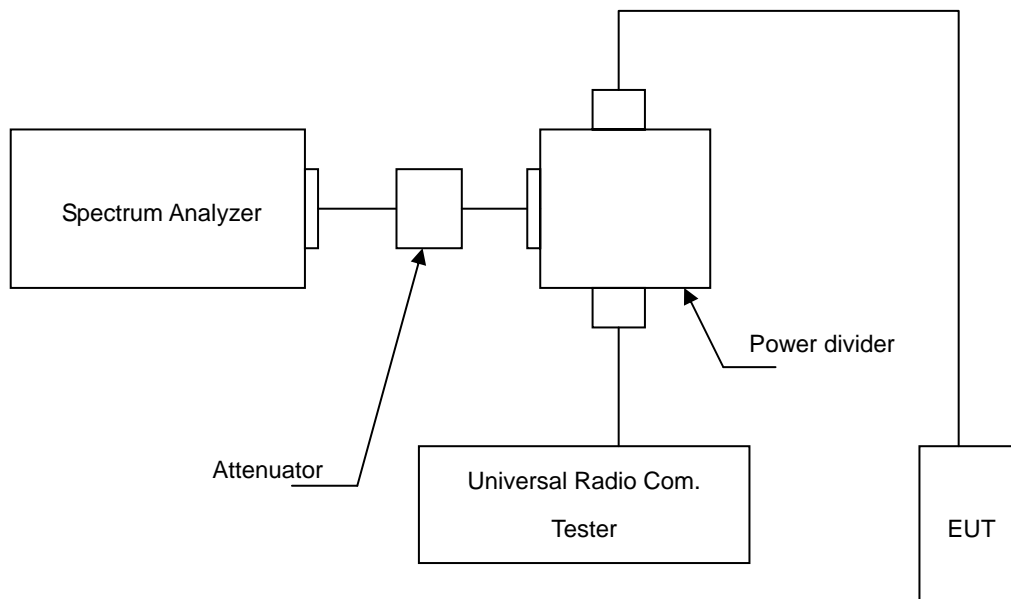 Spectrum Analyzer
Power divider
Attenuator
Universal Radio Com.
Tester
EUT